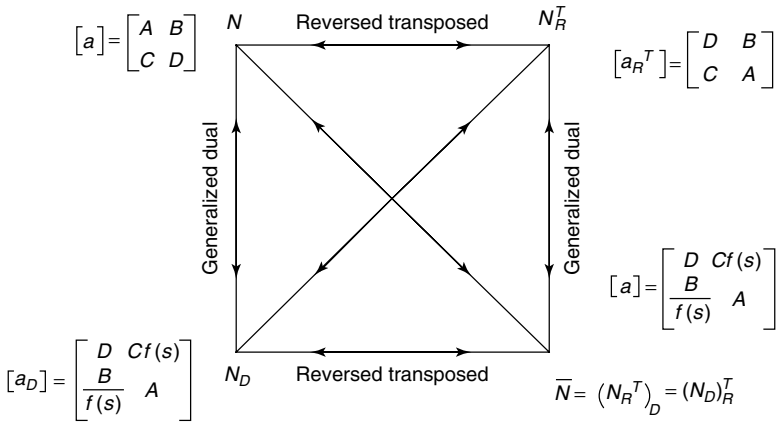 N Reversed transposed N_R^T
[a] = [A B; C D]
[a_R^T] = [D B; C A]
Generalized dual
Generalized dual
[a] = [D Cf(s); B/f(s) A]
[a_D] = [D Cf(s); B/f(s) A]
N_D Reversed transposed
N̅ = (N_R^T)_D = (N_D)_R^T